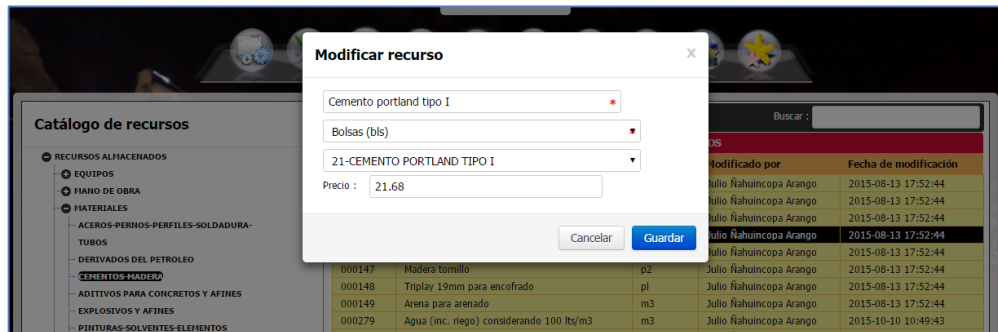 Modificar recurso
X
Cemento portland tipo I *
Bolsas (bls)
21-CEMENTO PORTLAND TIPO I
Precio : 21.68
Cancelar Guardar
Catálogo de recursos
RECURSOS ALMACENADOS
EQUIPOS
MANO DE OBRA
MATERIALES
ACEROS-PERNOS-PERFILES-SOLDADURA-
TUBOS
DERIVADOS DEL PETROLEO
CEMENTOS-MADERA
ADITIVOS PARA CONCRETOS Y AFINES
EXPLOSIVOS Y AFINES
PINTURAS-SOLVENTES-ELEMENTOS
Buscar :
OS
Modificado por Fecha de modificación
Julio Ñahuincopa Arango 2015-08-13 17:52:44
Julio Ñahuincopa Arango 2015-08-13 17:52:44
Julio Ñahuincopa Arango 2015-08-13 17:52:44
Julio Ñahuincopa Arango 2015-08-13 17:52:44
Julio Ñahuincopa Arango 2015-08-13 17:52:44
000147 Madera tornillo p2 Julio Ñahuincopa Arango 2015-08-13 17:52:44
000148 Triplay 19mm para encofrado pl Julio Ñahuincopa Arango 2015-08-13 17:52:44
000149 Arena para arenado m3 Julio Ñahuincopa Arango 2015-08-13 17:52:44
000279 Agua (inc. riego) considerando 100 lts/m3 m3 Julio Ñahuincopa Arango 2015-10-10 10:49:43